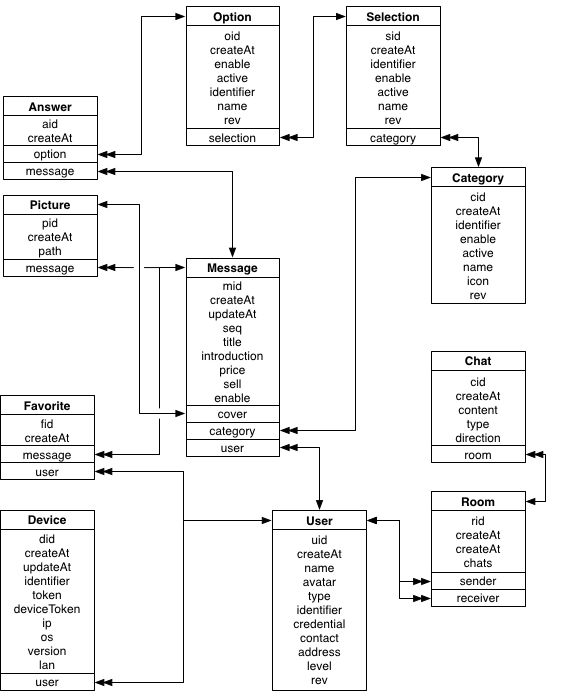 Option
oid
createAt
enable
active
identifier
name
rev
selection
Selection
sid
createAt
identifier
enable
active
name
rev
category
Answer
aid
createAt
option
message
Category
cid
createAt
identifier
enable
active
name
icon
rev
Picture
pid
createAt
path
message
Message
mid
createAt
updateAt
seq
title
introduction
price
sell
enable
cover
category
user
Chat
cid
createAt
content
type
direction
room
Favorite
fid
createAt
message
user
Room
rid
createAt
createAt
chats
sender
receiver
Device
did
createAt
updateAt
identifier
token
deviceToken
ip
os
version
lan
user
User
uid
createAt
name
avatar
type
identifier
credential
contact
address
level
rev